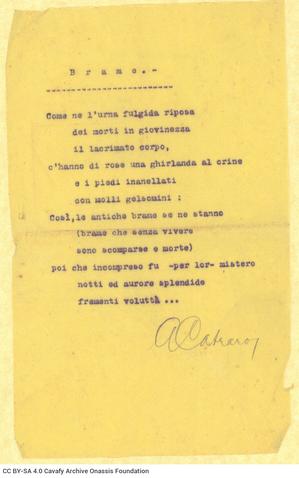 Brame.-
Come ne l'urna fulgida riposa
dei morti in giovinezza
il lacrimato corpo,
c'hanno di rose una ghirlanda al crine
e i piedi inanellati
con molli gelsomini :
Così,le antiche brame se ne stanno
(brame che senza vivere
sono scomparse e morte)
poi che incompreso fu -per lor- mistero
notti ed aurore splendide
frementi voluttà ...
A Catraro
CC BY-SA 4.0 Cavafy Archive Onassis Foundation